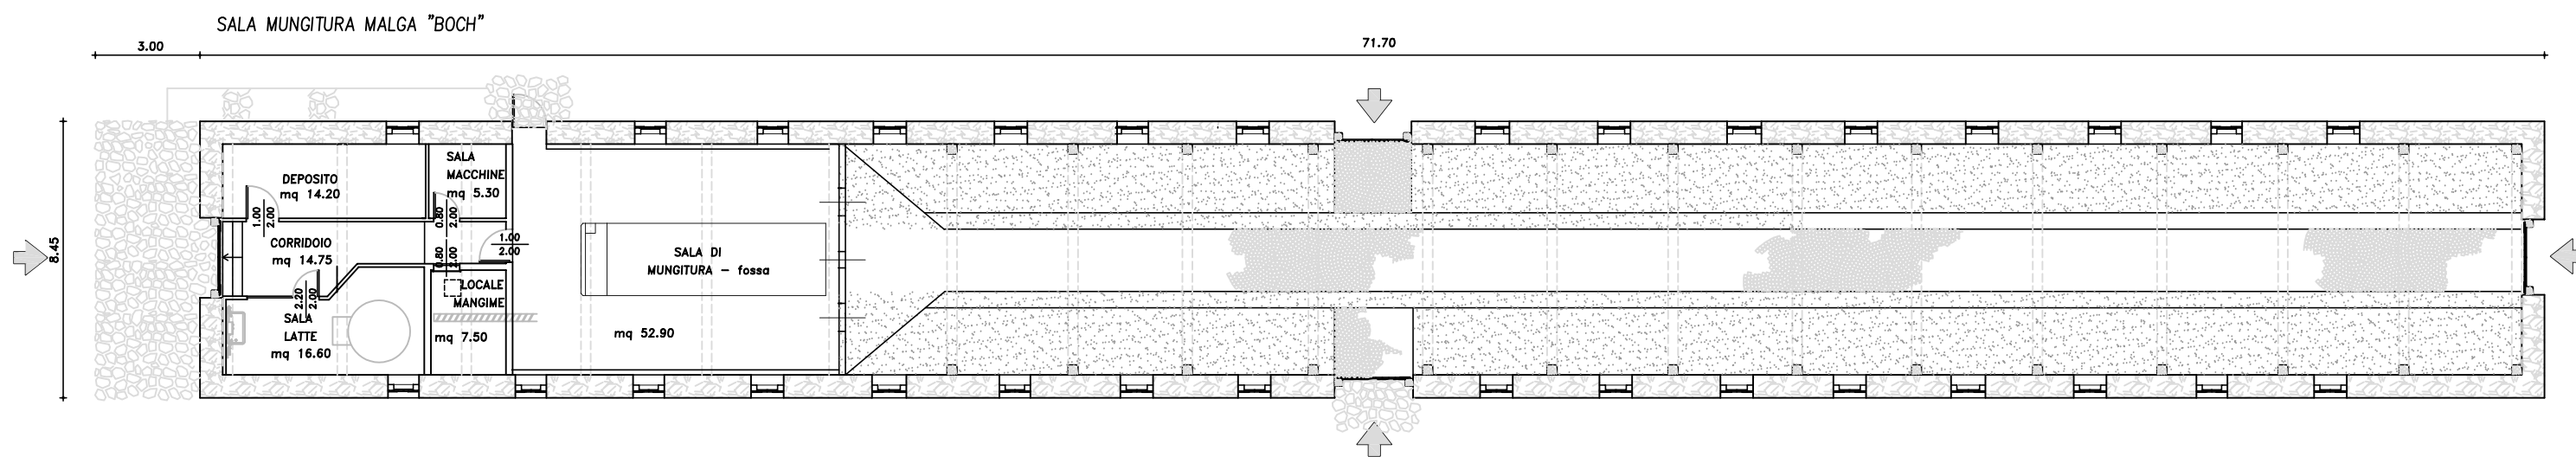 SALA MUNGITURA MALGA "BOCH"
3.00
71.70
8.45
DEPOSITO
mq 14.20
SALA
MACCHINE
mq 5.30
1.00
2.00
0.80
2.00
CORRIDOIO
mq 14.75
1.00
2.00
0.80
2.00
SALA DI
MUNGITURA - fossa
2.20
2.00
LOCALE
MANGIME
SALA
LATTE
mq 16.60
mq 7.50
mq 52.90